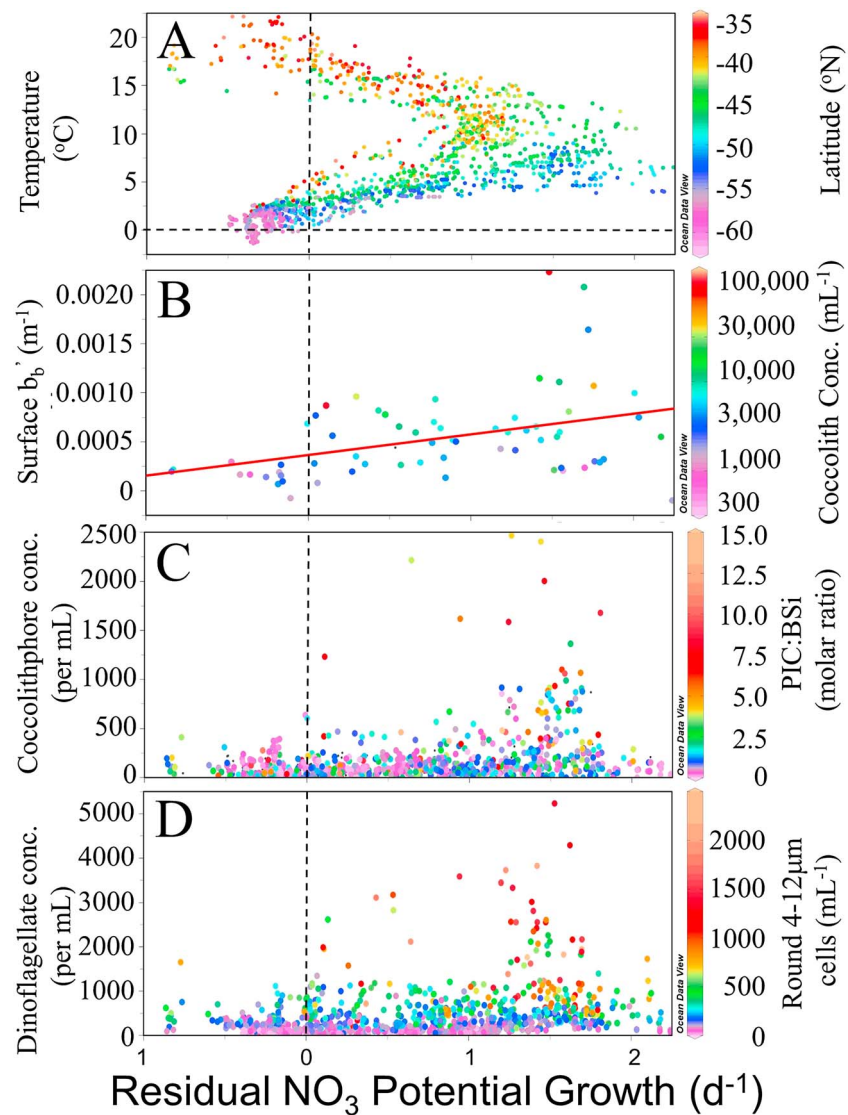 A
20
15
10
5
0
Temperature
(°C)
-35
-40
-45
-50
-55
-60
Latitude (°N)
Ocean Data View
B
0.0020
0.0015
0.0010
0.0005
0
Surface b_b' (m⁻¹)
100,000
30,000
10,000
3,000
1,000
300
Coccolith Conc. (mL⁻¹)
Ocean Data View
C
2500
2000
1500
1000
500
0
Coccolithphore conc.
(per mL)
15.0
12.5
10.0
7.5
5.0
2.5
0
PIC:BSi
(molar ratio)
Ocean Data View
D
5000
4000
3000
2000
1000
0
Dinoflagellate conc.
(per mL)
2000
1500
1000
500
0
Round 4-12μm
cells (mL⁻¹)
Ocean Data View
1 0 1 2
Residual NO₃ Potential Growth (d⁻¹)